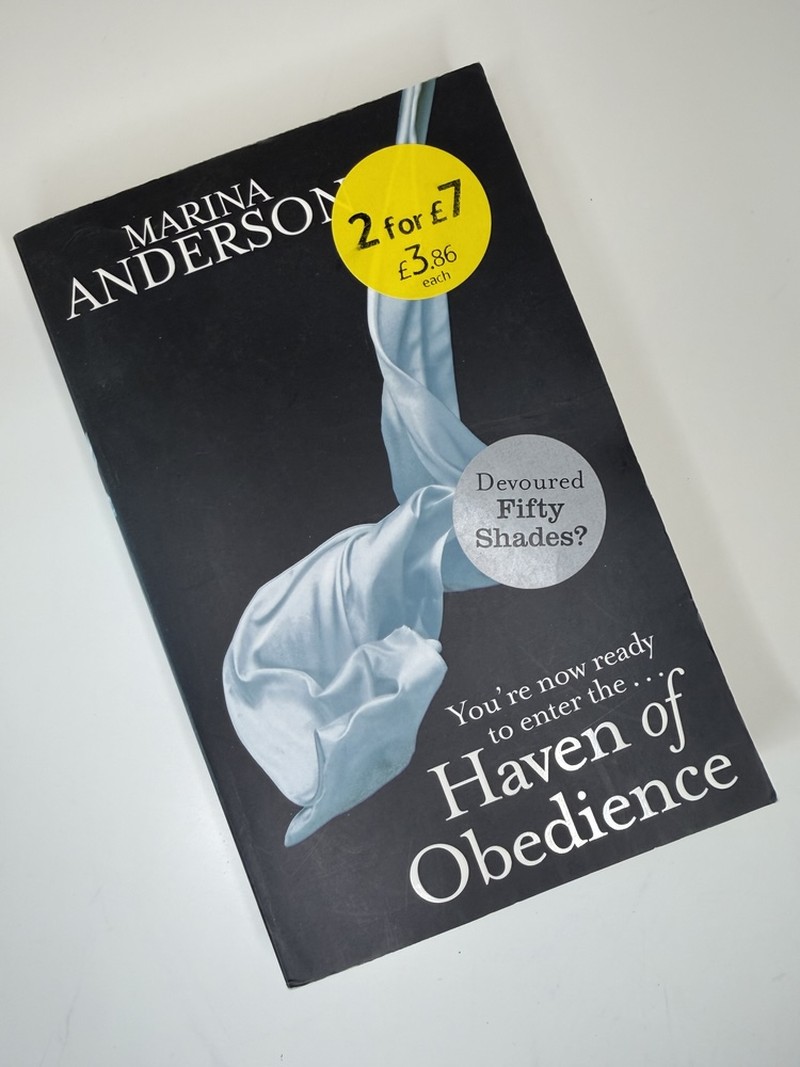 MARINA
ANDERSON
2 for £7
£3.86
each
Devoured
Fifty
Shades?
You're now ready
to enter the ...
Haven of
Obedience